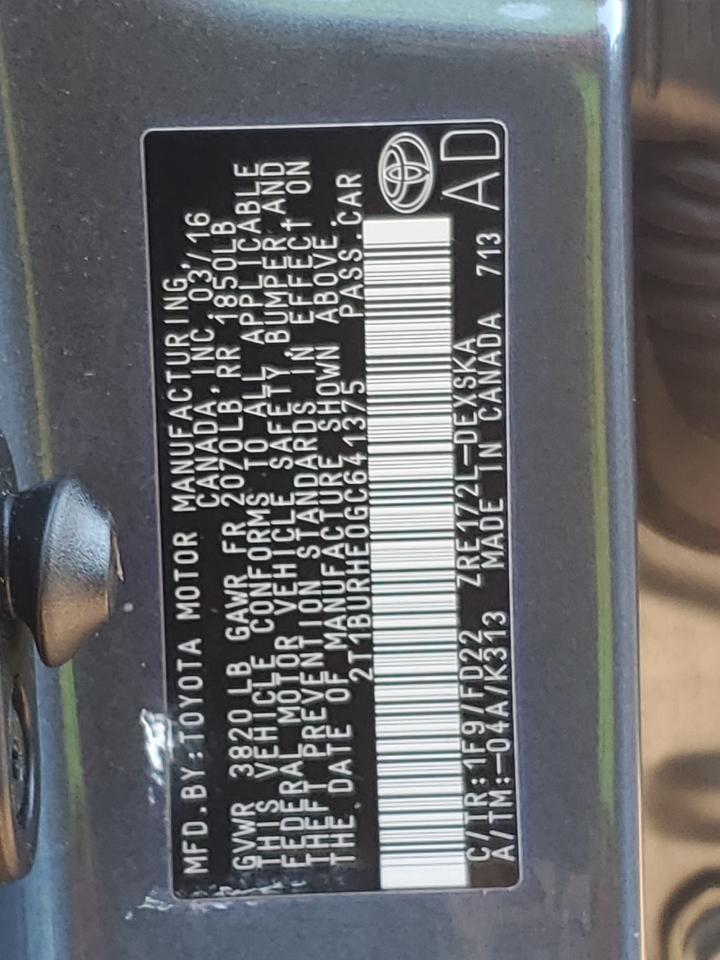 MFD.BY:TOYOTA MOTOR MANUFACTURING,
CANADA, INC. 03/16
GVWR 3820 LB GAWR FR 2070LB RR 1850LB
THIS VEHICLE CONFORMS TO ALL APPLICABLE
FEDERAL MOTOR VEHICLE SAFETY, BUMPER, AND
THEFT PREVENTION STANDARDS IN EFFECT ON
THE DATE OF MANUFACTURE SHOWN ABOVE.
2T1BURHE0GC641375 PASS.CAR
C/TR:1F9/FD22 ZRE172L-DEXSKA
A/TM:-04A/K313 MADE IN CANADA 713
AD